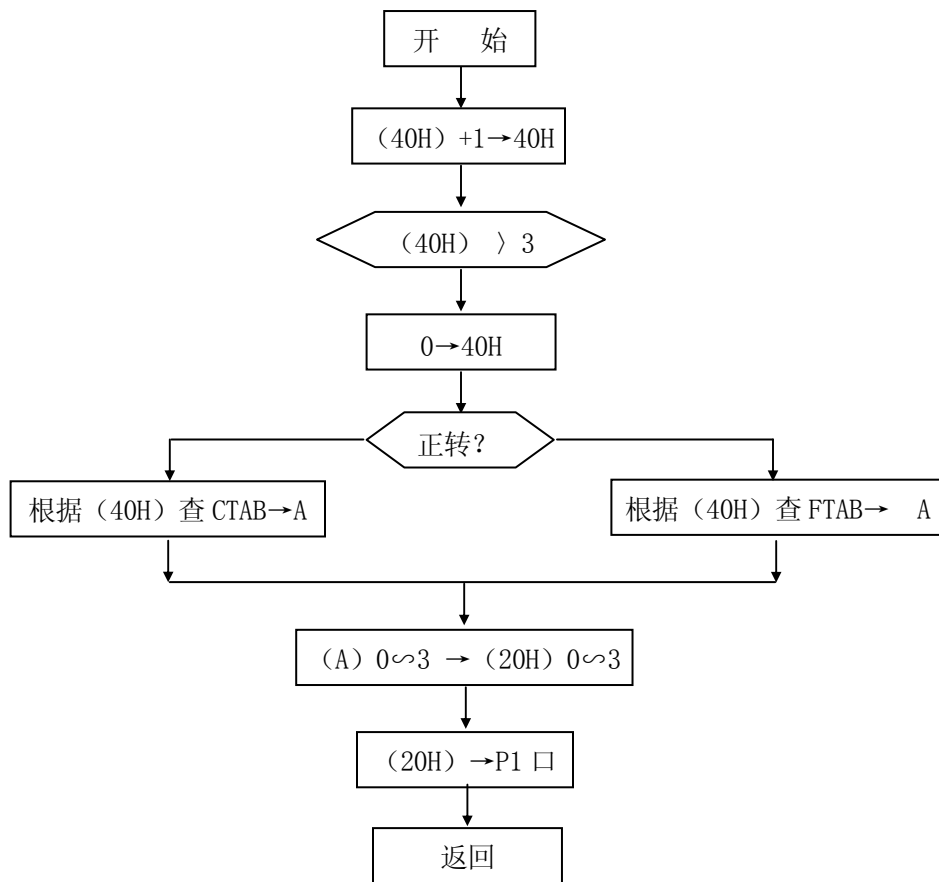 开 始
(40H)+1→40H
(40H) 〉3
0→40H
正转?
根据(40H)查 CTAB→A
根据(40H)查 FTAB→ A
(A)0∽3 →(20H)0∽3
(20H)→P1 口
返回